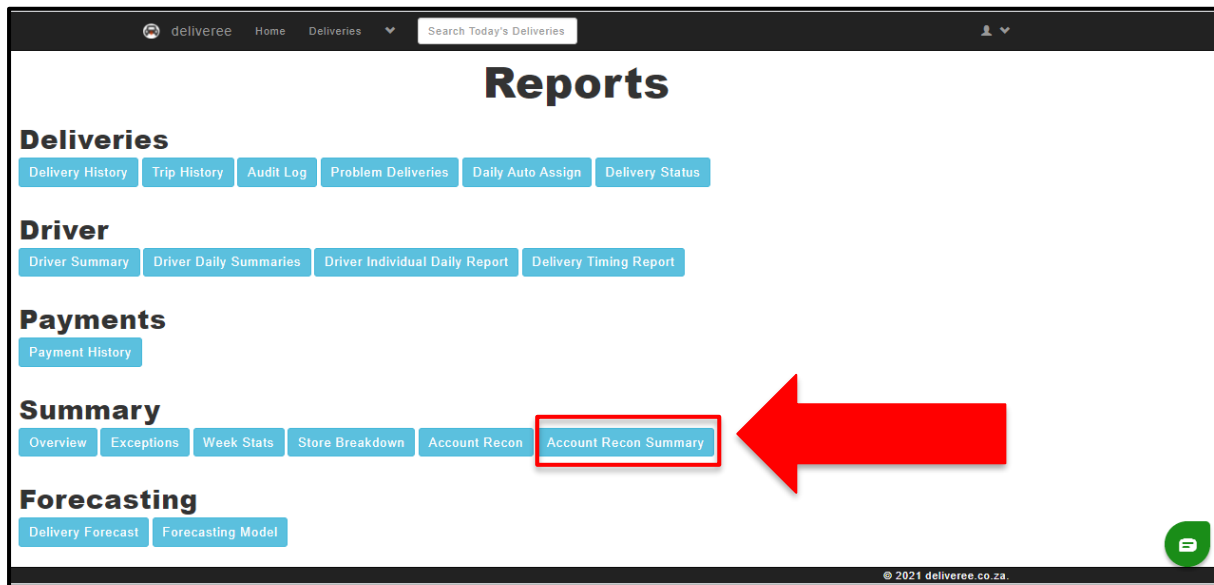 deliveree Home Deliveries Search Today's Deliveries
Reports
Deliveries
Delivery History Trip History Audit Log Problem Deliveries Daily Auto Assign Delivery Status
Driver
Driver Summary Driver Daily Summaries Driver Individual Daily Report Delivery Timing Report
Payments
Payment History
Summary
Overview Exceptions Week Stats Store Breakdown Account Recon Account Recon Summary
Forecasting
Delivery Forecast Forecasting Model
© 2021 deliveree.co.za.